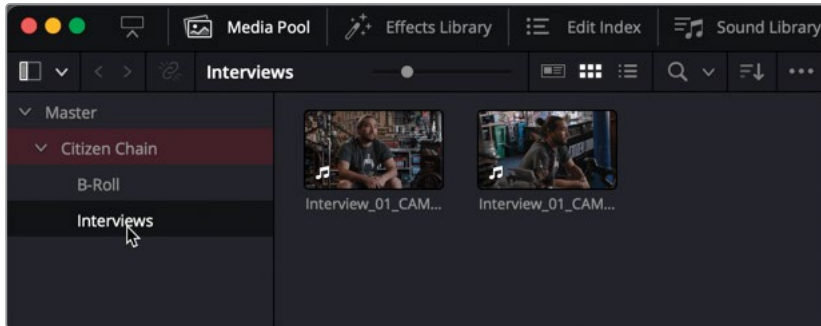 Media Pool Effects Library Edit Index Sound Library
Interviews
Master
Citizen Chain
B-Roll
Interviews
Interview_01_CAM... Interview_01_CAM...